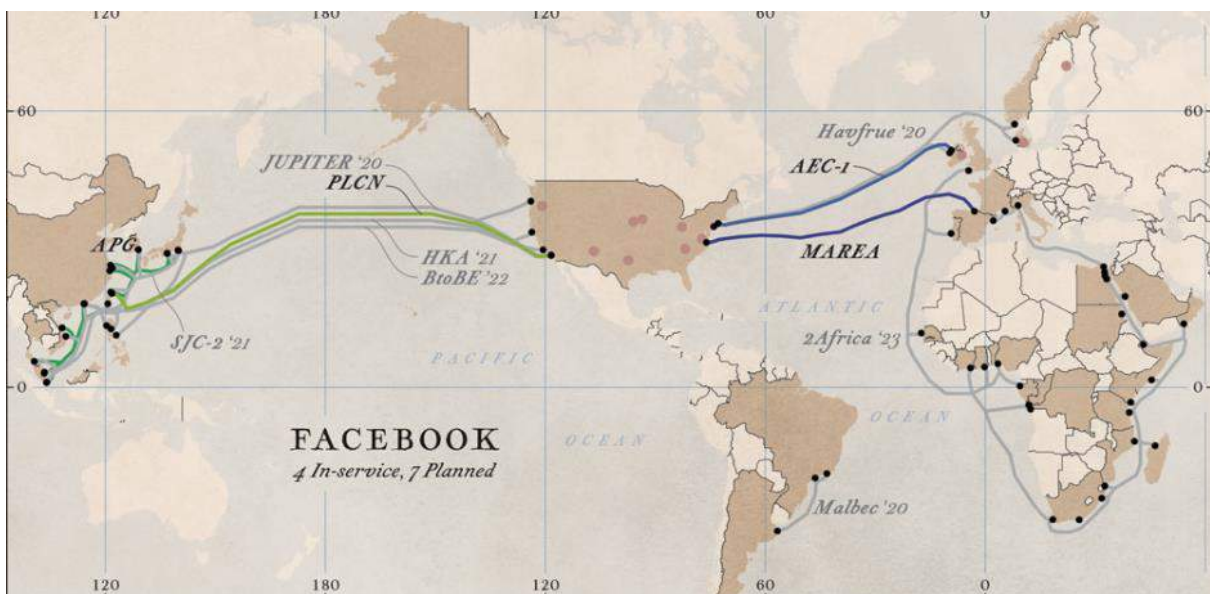 120
180
120
60
0
60
60
Havfrue '20
AEC-1
JUPITER '20
PLCN
APG
MAREA
HKA '21
BtoBE '22
ATLANTIC
SJC-2 '21
2Africa '23
PACIFIC
0
0
OCEAN
OCEAN
FACEBOOK
4 In-service, 7 Planned
Malbec '20
120
180
120
60
0